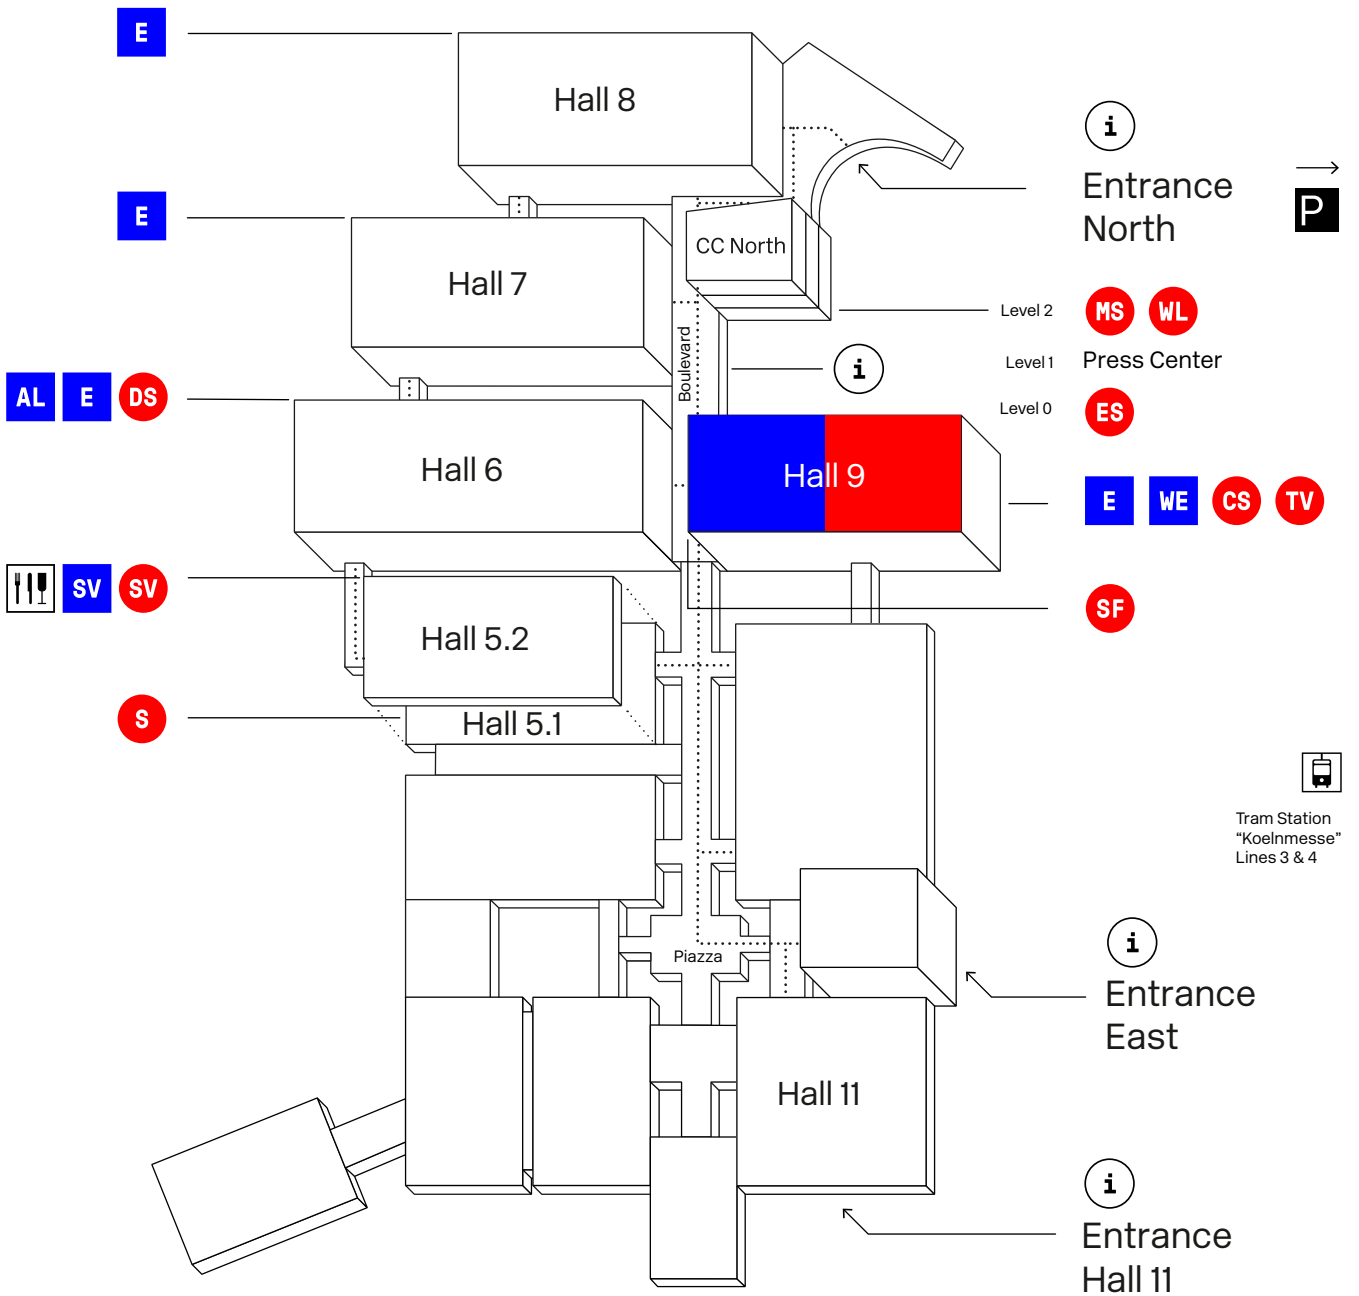 E
Hall 8
i
Entrance
North
P
E
CC North
Hall 7
Level 2
MS
WL
Boulevard
Level 1
Press Center
i
AL
E
DS
Level 0
ES
Hall 6
Hall 9
E
WE
CS
TV
SV
SV
SF
Hall 5.2
S
Hall 5.1
Tram Station
“Koelnmesse”
Lines 3 & 4
Piazza
i
Entrance
East
Hall 11
i
Entrance
Hall 11